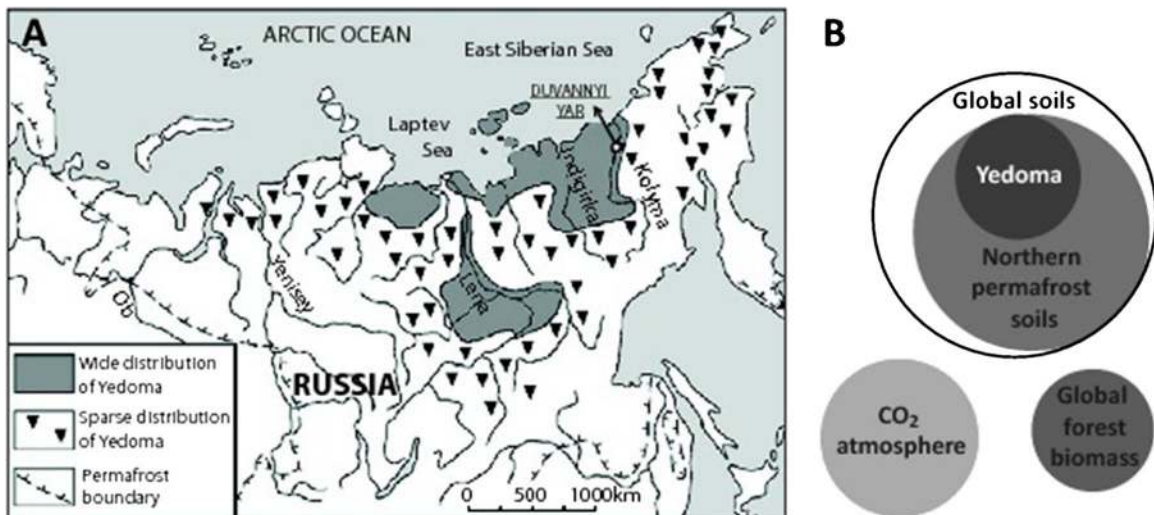 A
ARCTIC OCEAN
East Siberian Sea
DUVANNYI
YAR
Laptev
Sea
Indigirka
Kolyma
Lena
Yenisey
Ob
RUSSIA
Wide distribution
of Yedoma
Sparse distribution
of Yedoma
Permafrost
boundary
0 500 1000km
B
Global soils
Yedoma
Northern
permafrost
soils
CO₂
atmosphere
Global
forest
biomass